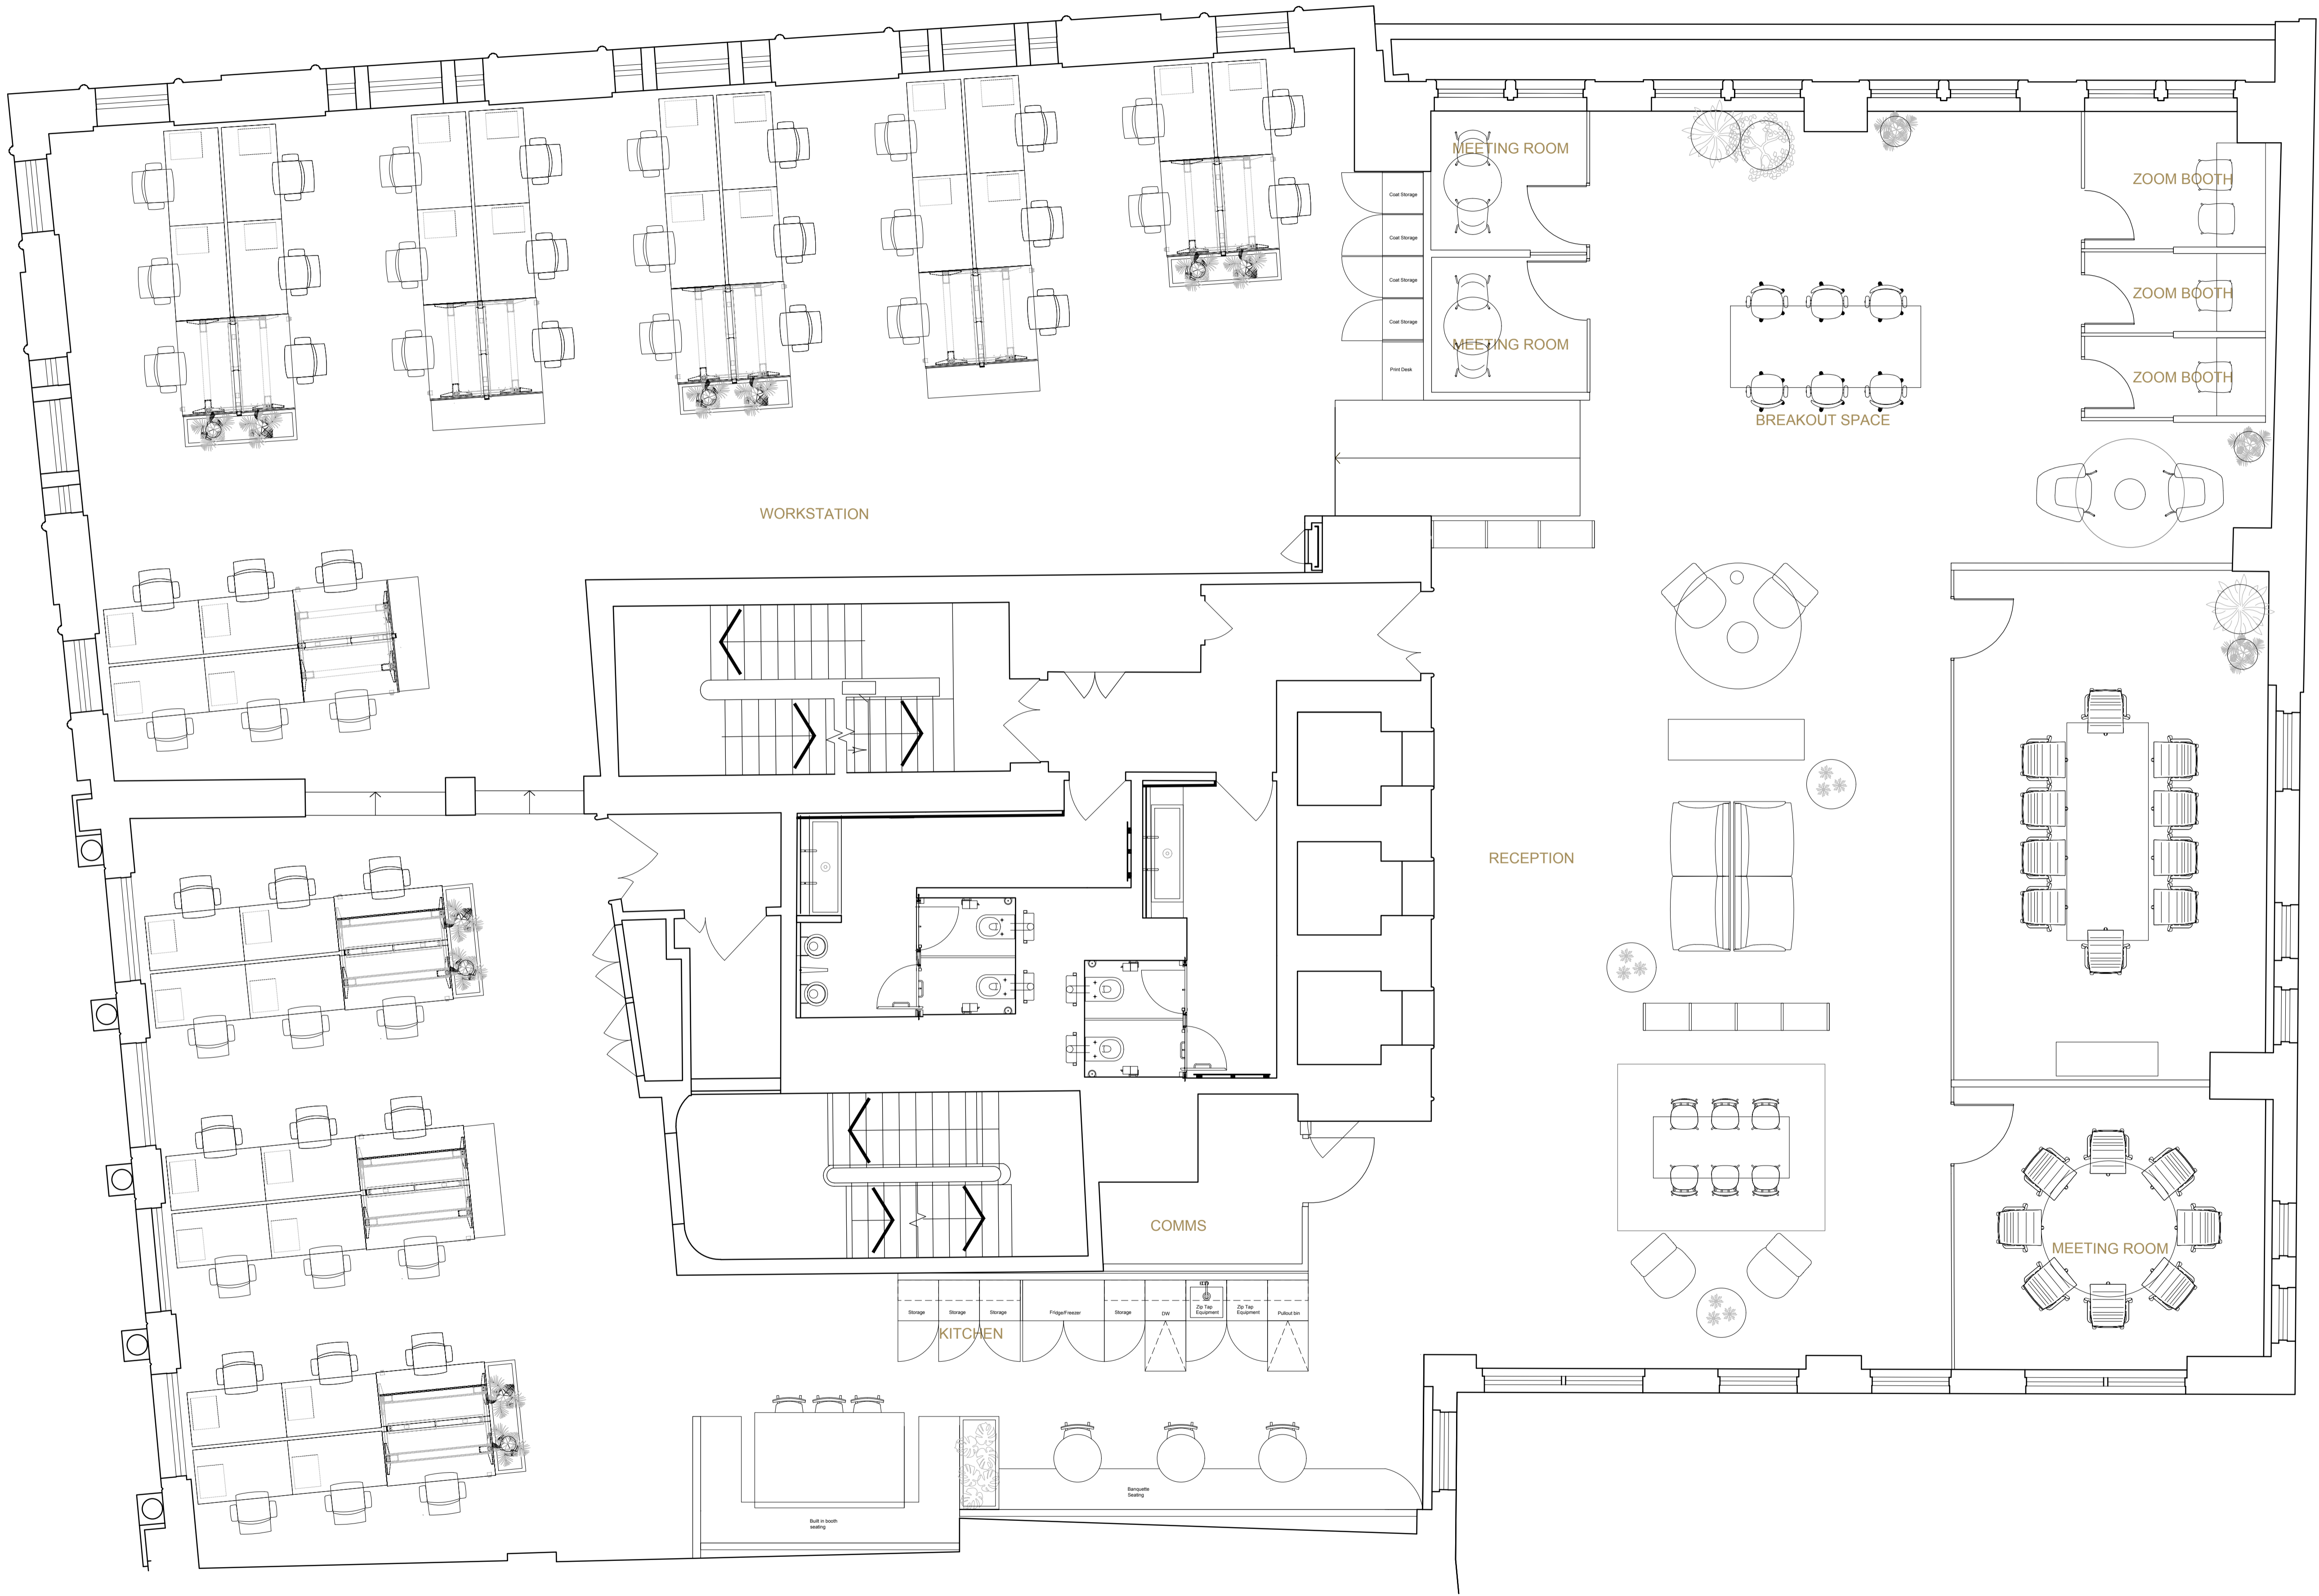 MEETING ROOM
ZOOM BOOTH
Coat Storage
Coat Storage
Coat Storage
ZOOM BOOTH
Coat Storage
MEETING ROOM
Print Desk
ZOOM BOOTH
BREAKOUT SPACE
WORKSTATION
RECEPTION
COMMS
MEETING ROOM
Storage
Storage
Storage
Fridge/Freezer
Storage
DW
Zip Tap
Equipment
Zip Tap
Equipment
Pullout bin
KITCHEN
Banquette
Seating
Built in booth
seating